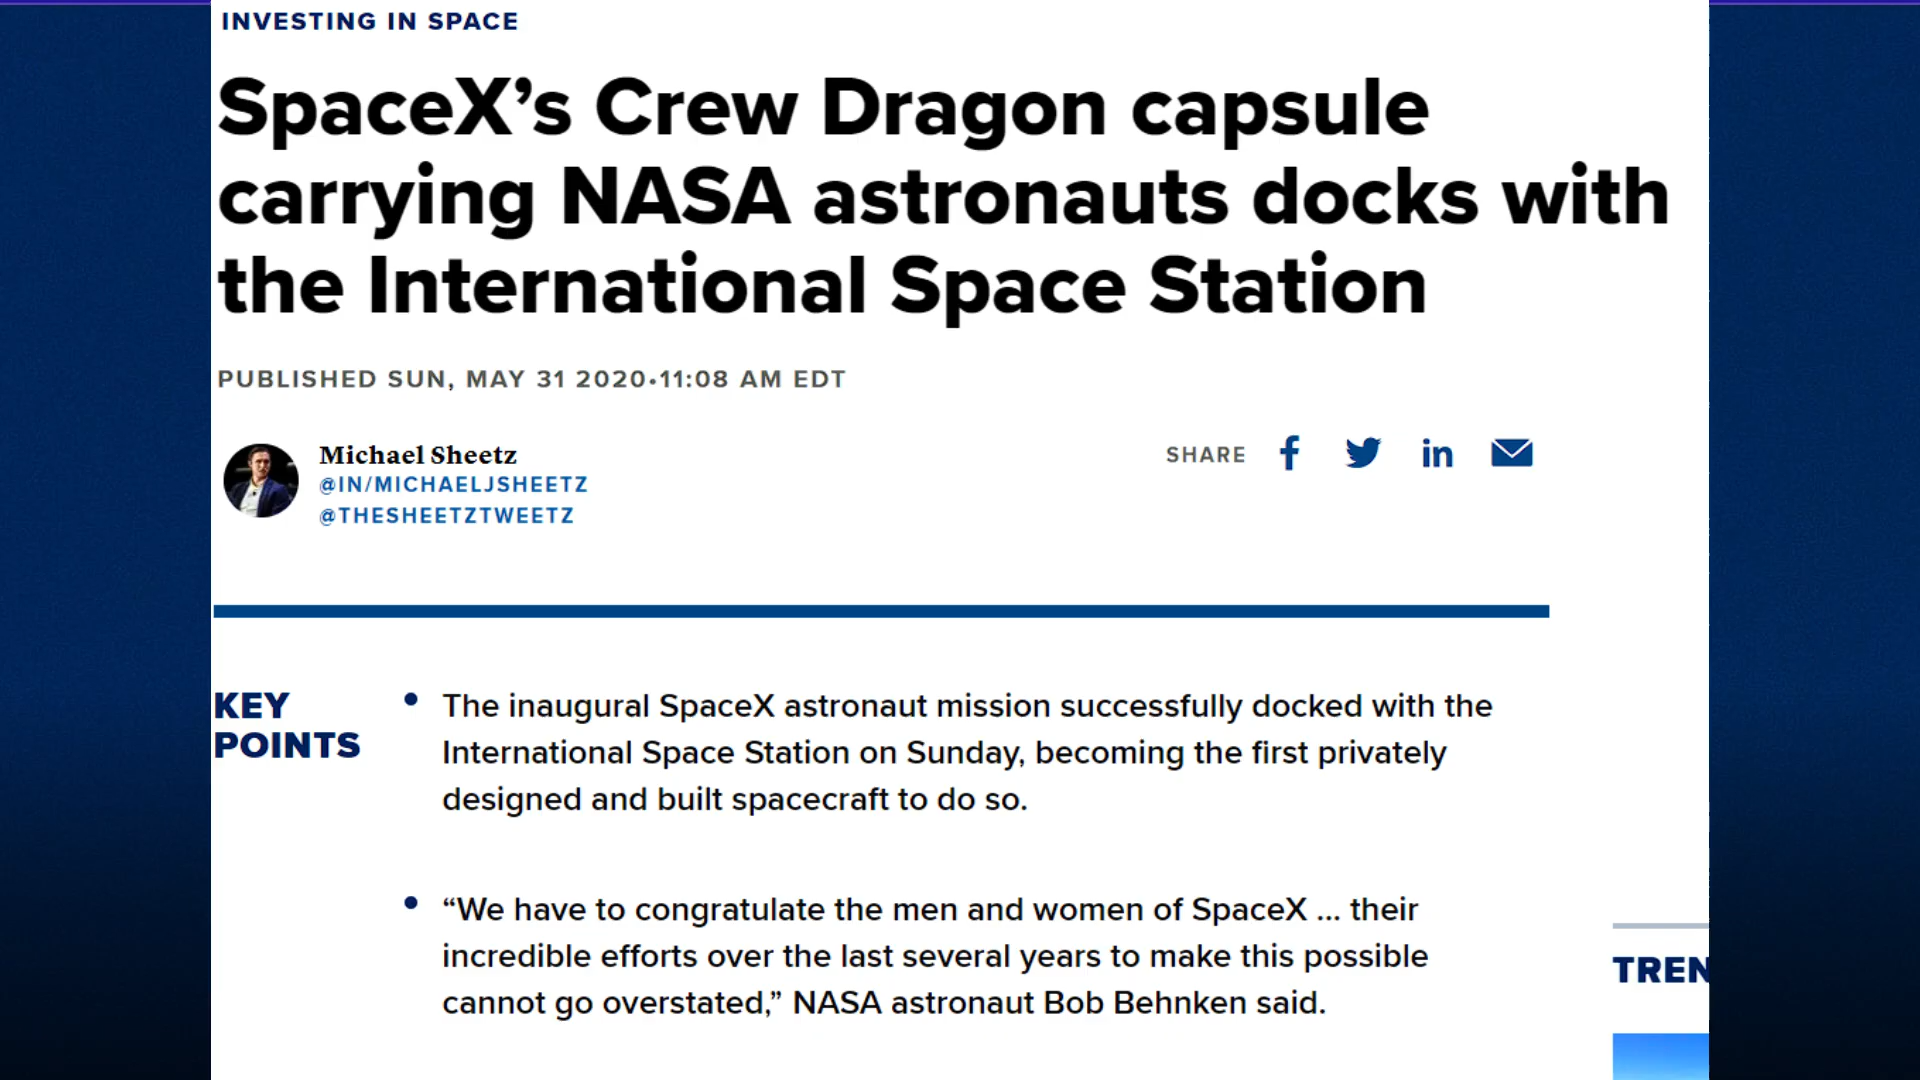 INVESTING IN SPACE
SpaceX’s Crew Dragon capsule
carrying NASA astronauts docks with
the International Space Station
PUBLISHED SUN, MAY 31 2020•11:08 AM EDT
Michael Sheetz
@IN/MICHAELJSHEETZ
@THESHEETZTWEETZ
SHARE
KEY
POINTS
• The inaugural SpaceX astronaut mission successfully docked with the
International Space Station on Sunday, becoming the first privately
designed and built spacecraft to do so.
• “We have to congratulate the men and women of SpaceX ... their
incredible efforts over the last several years to make this possible
cannot go overstated,” NASA astronaut Bob Behnken said.
TREN